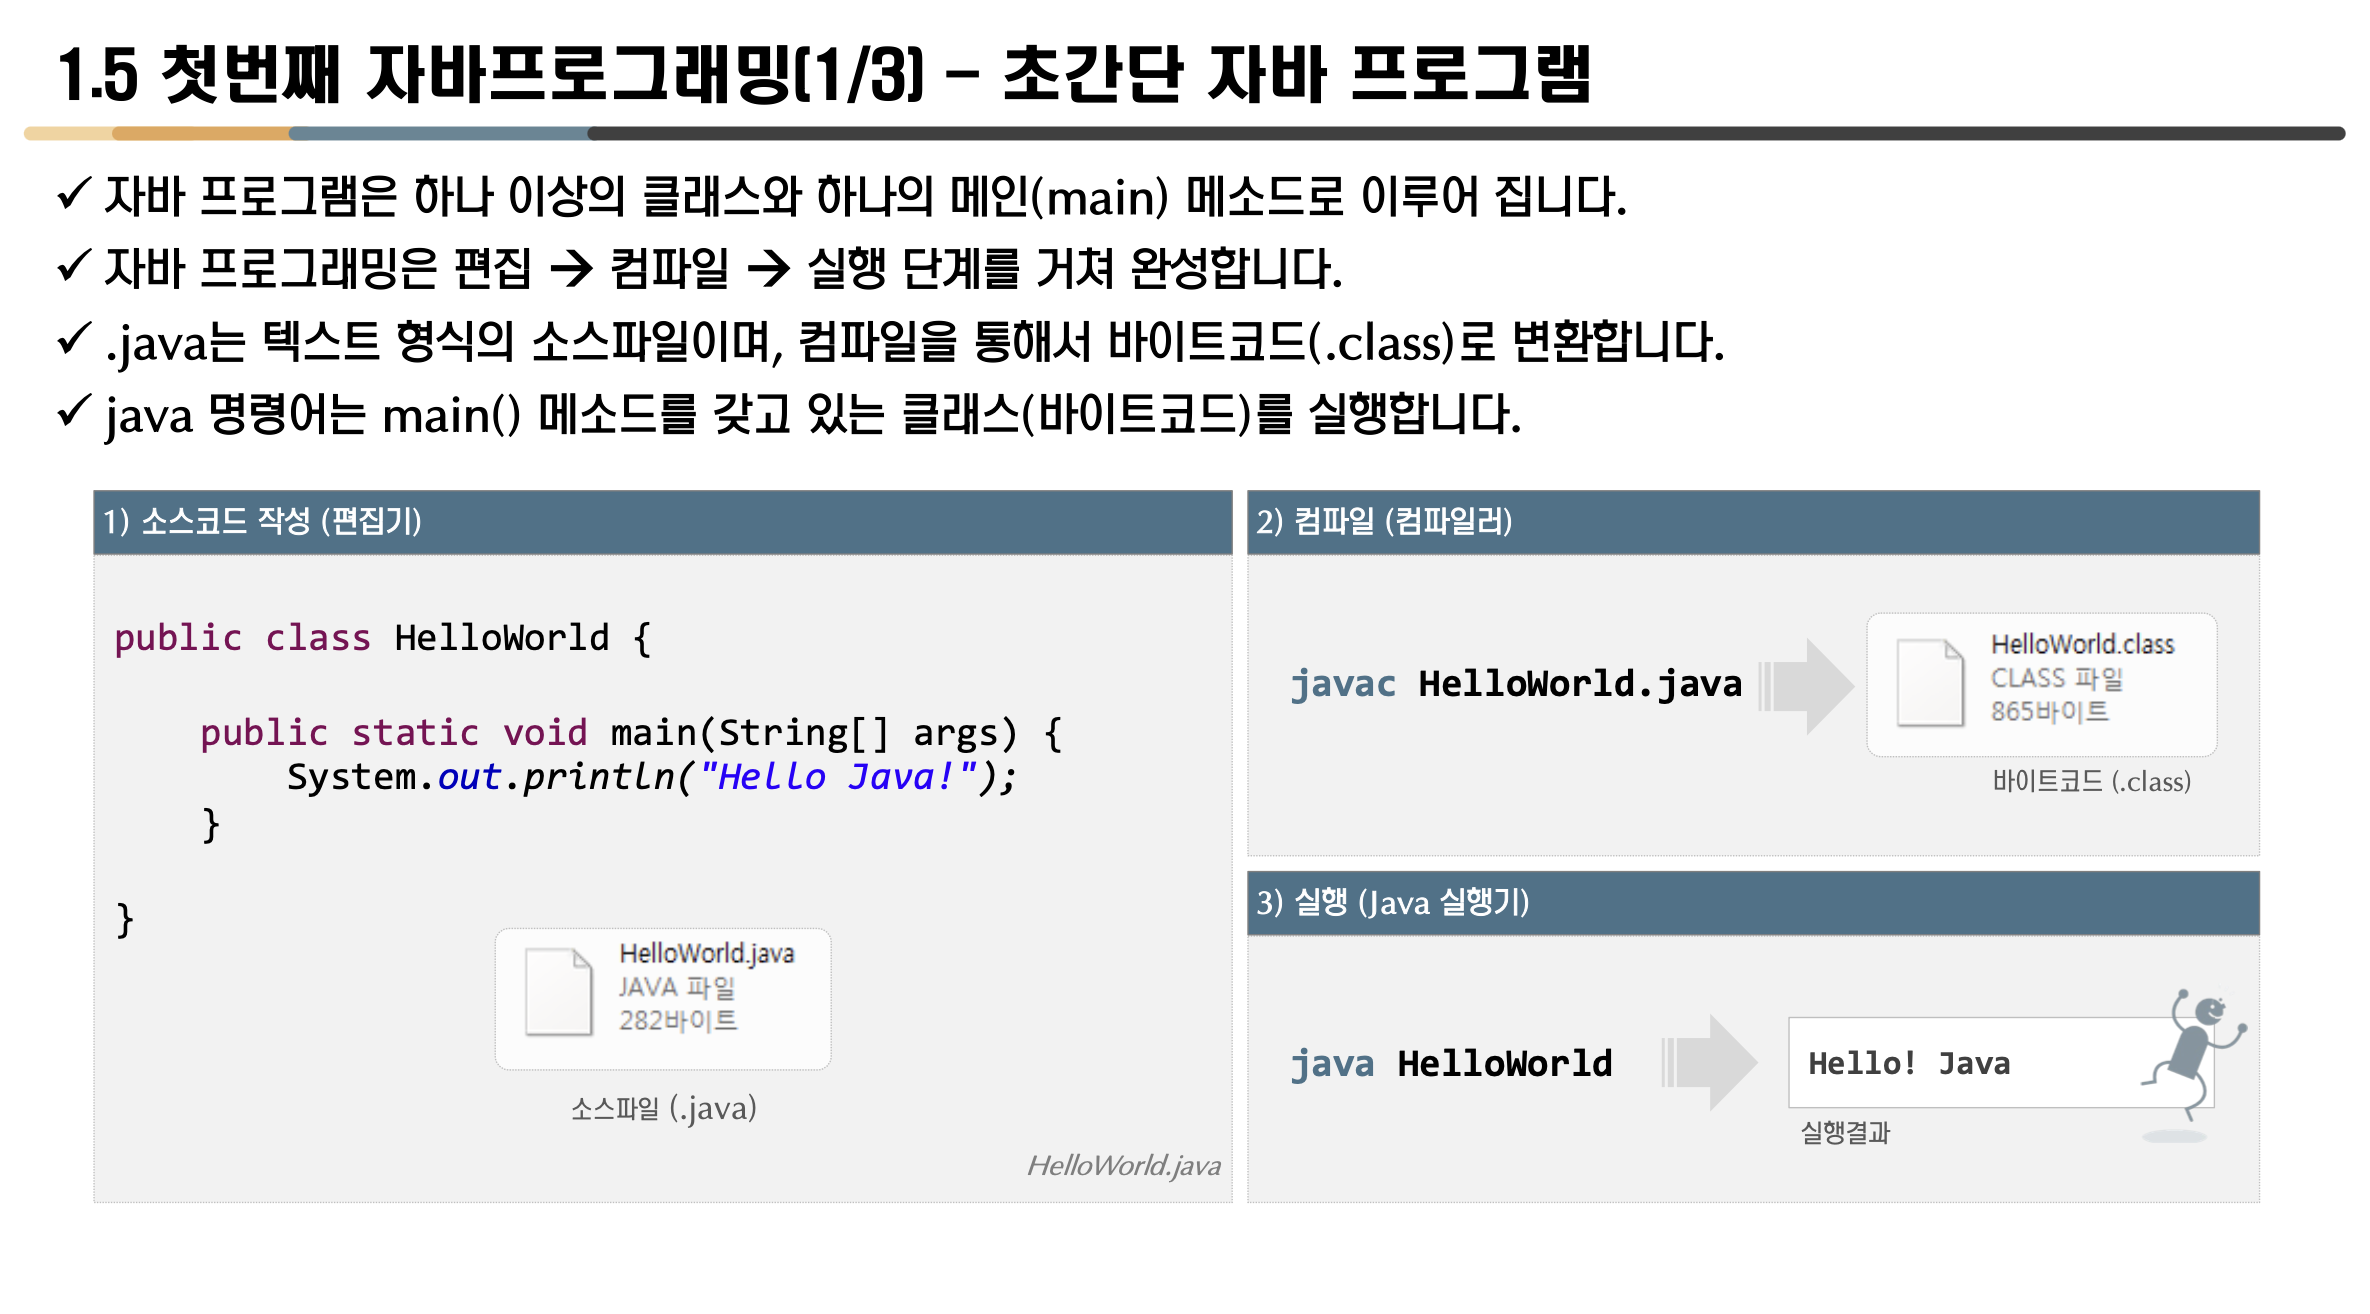 1.5 첫번째 자바프로그래밍(1/3) – 초간단 자바 프로그램
✓ 자바 프로그램은 하나 이상의 클래스와 하나의 메인(main) 메소드로 이루어 집니다.
✓ 자바 프로그래밍은 편집 → 컴파일 → 실행 단계를 거쳐 완성합니다.
✓ .java는 텍스트 형식의 소스파일이며, 컴파일을 통해서 바이트코드(.class)로 변환합니다.
✓ java 명령어는 main() 메소드를 갖고 있는 클래스(바이트코드)를 실행합니다.
1) 소스코드 작성 (편집기)
public class HelloWorld {
public static void main(String[] args) {
System.out.println("Hello Java!");
}
}
HelloWorld.java
JAVA 파일
282바이트
소스파일 (.java)
HelloWorld.java
2) 컴파일 (컴파일러)
javac HelloWorld.java
HelloWorld.class
CLASS 파일
865바이트
바이트코드 (.class)
3) 실행 (Java 실행기)
java HelloWorld
Hello! Java
실행결과